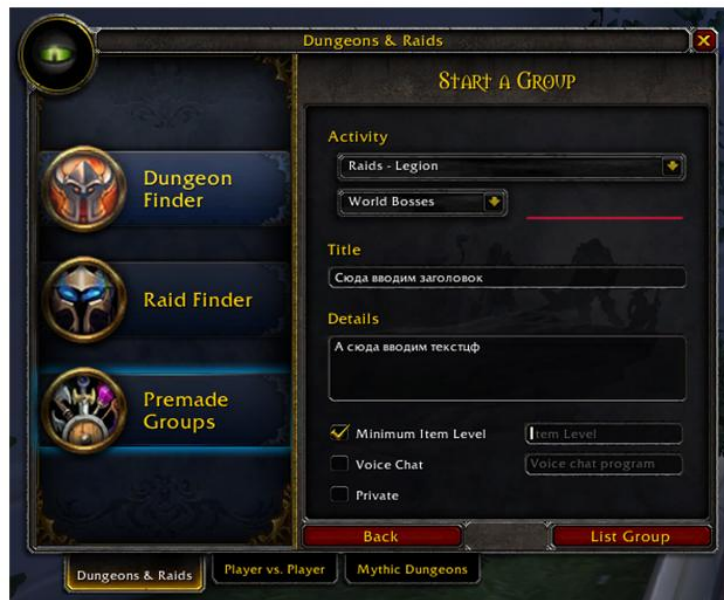 Dungeons & Raids
Start a Group
Activity
Raids - Legion
Dungeon
Finder
World Bosses
Title
Сюда вводим заголовок
Raid Finder
Details
А сюда вводим текстцф
Premade
Groups
Minimum Item Level
Item Level
Voice Chat
Voice chat program
Private
Back
List Group
Dungeons & Raids
Player vs. Player
Mythic Dungeons